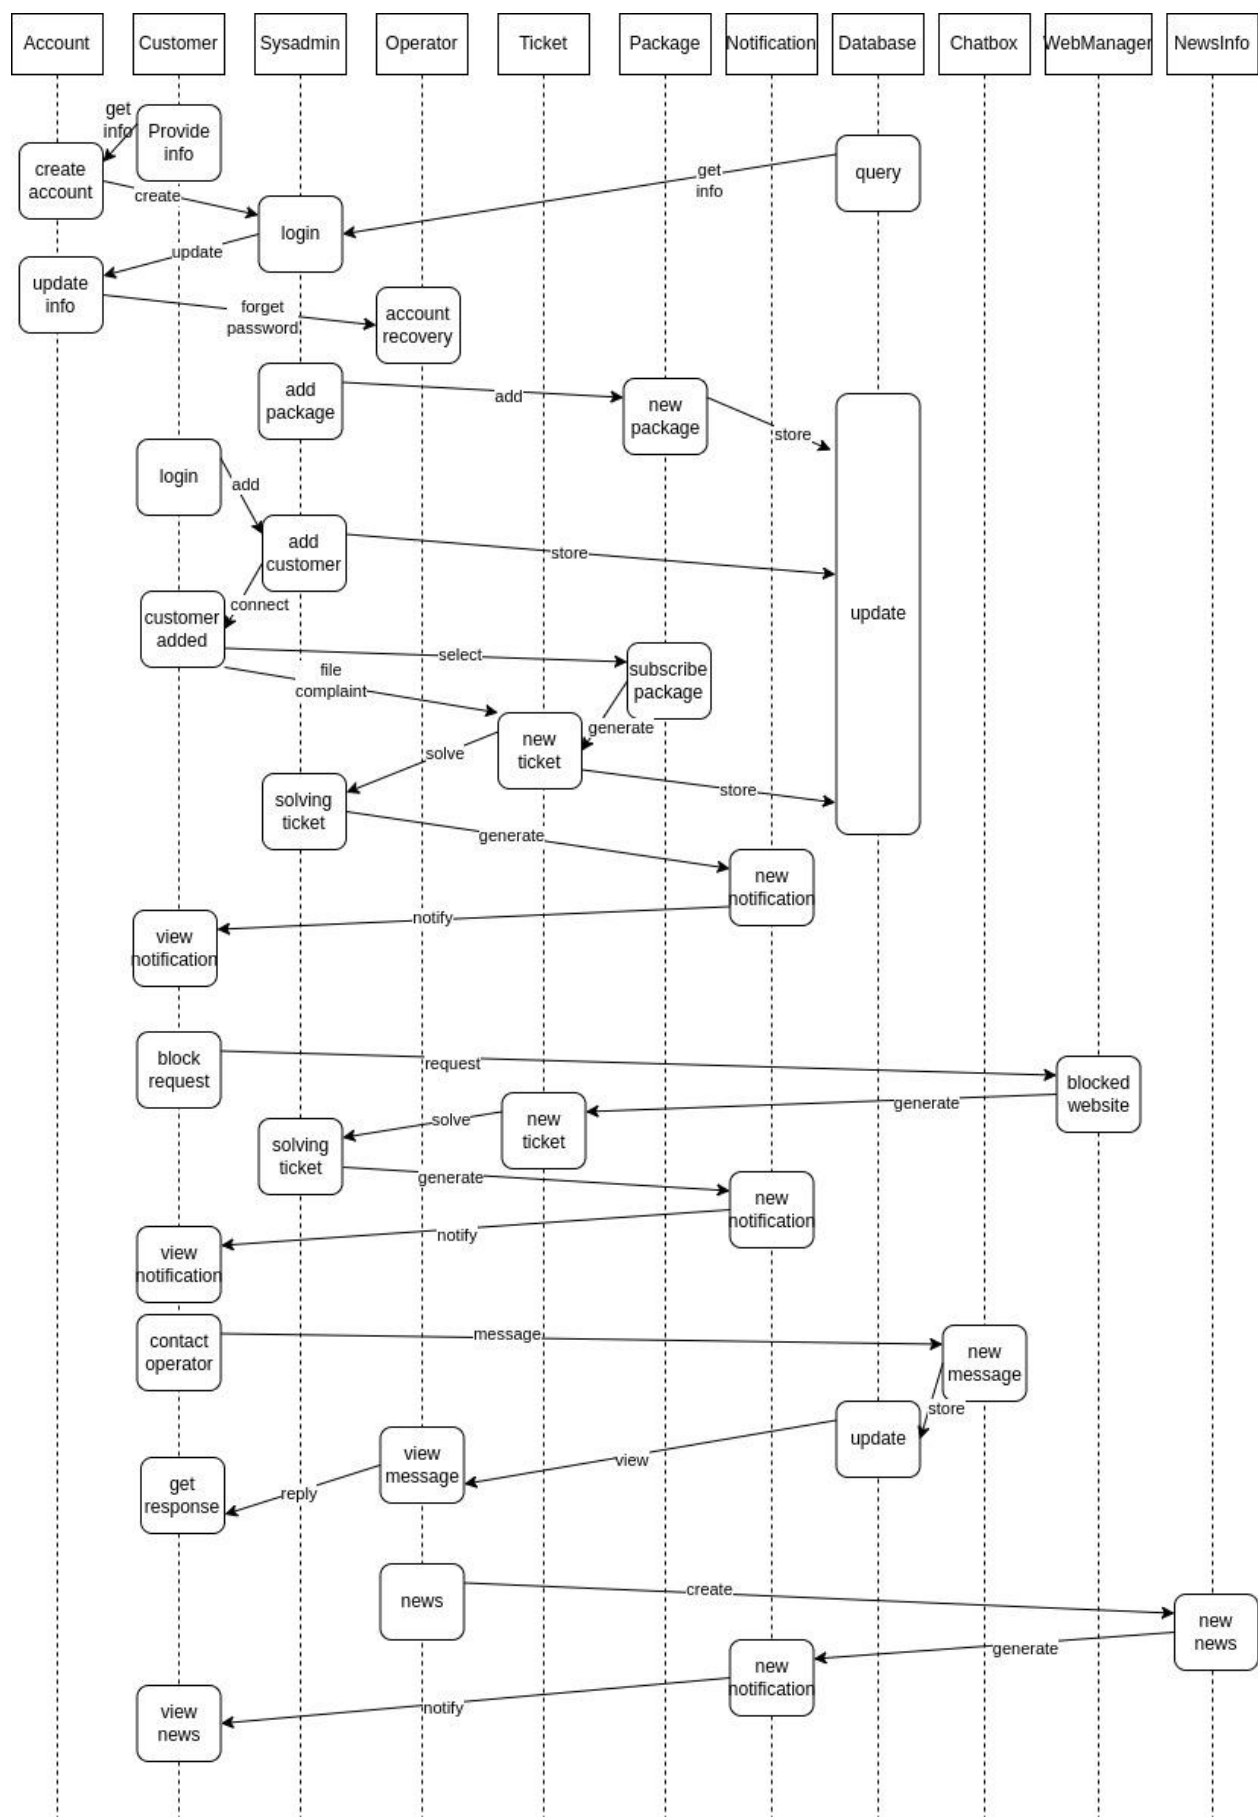 Account
Customer
Sysadmin
Operator
Ticket
Package
Notification
Database
Chatbox
WebManager
NewsInfo
get
info
Provide
info
create
account
create
query
get
info
login
update
update
info
forget
password
account
recovery
add
package
add
new
package
store
login
add
add
customer
store
update
connect
customer
added
select
subscribe
package
file
complaint
generate
new
ticket
solve
store
solving
ticket
generate
new
notification
notify
view
notification
block
request
request
blocked
website
generate
new
ticket
solve
solving
ticket
generate
new
notification
notify
view
notification
contact
operator
message
new
message
store
update
view
view
message
reply
get
response
news
create
new
news
generate
new
notification
notify
view
news